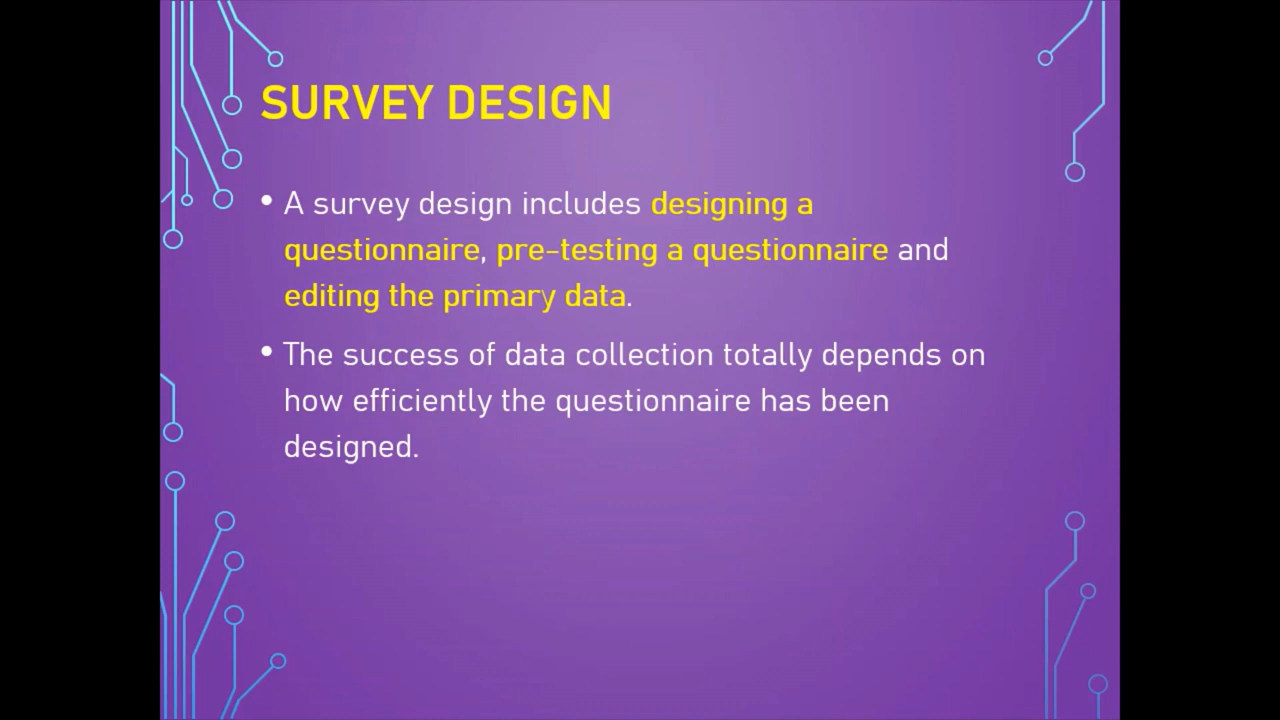 SURVEY DESIGN
• A survey design includes designing a
questionnaire, pre-testing a questionnaire and
editing the primary data.
• The success of data collection totally depends on
how efficiently the questionnaire has been
designed.